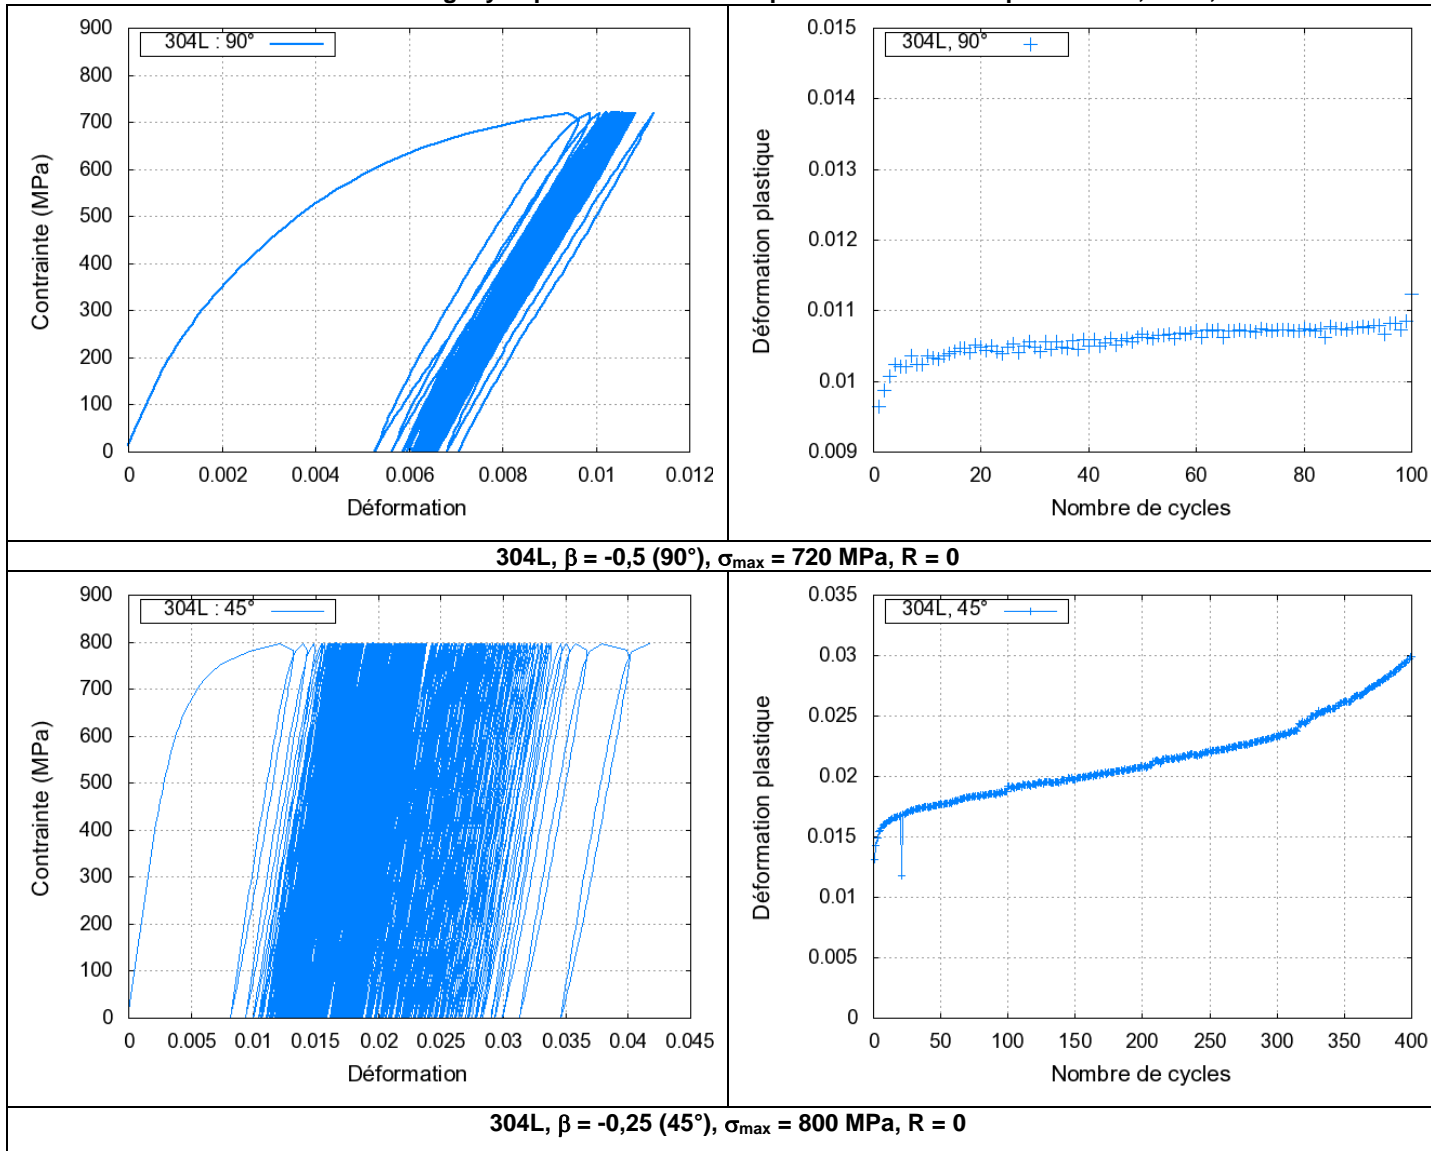 304L : 90°
900
800
700
600
500
400
300
200
100
0
Contrainte (MPa)
0 0.002 0.004 0.006 0.008 0.01 0.012
Déformation
304L, 90°
0.015
0.014
0.013
0.012
0.011
0.01
0.009
Déformation plastique
0 20 40 60 80 100
Nombre de cycles
304L, β = -0,5 (90°), σmax = 720 MPa, R = 0
304L : 45°
900
800
700
600
500
400
300
200
100
0
Contrainte (MPa)
0 0.005 0.01 0.015 0.02 0.025 0.03 0.035 0.04 0.045
Déformation
304L, 45°
0.035
0.03
0.025
0.02
0.015
0.01
0.005
0
Déformation plastique
0 50 100 150 200 250 300 350 400
Nombre de cycles
304L, β = -0,25 (45°), σmax = 800 MPa, R = 0